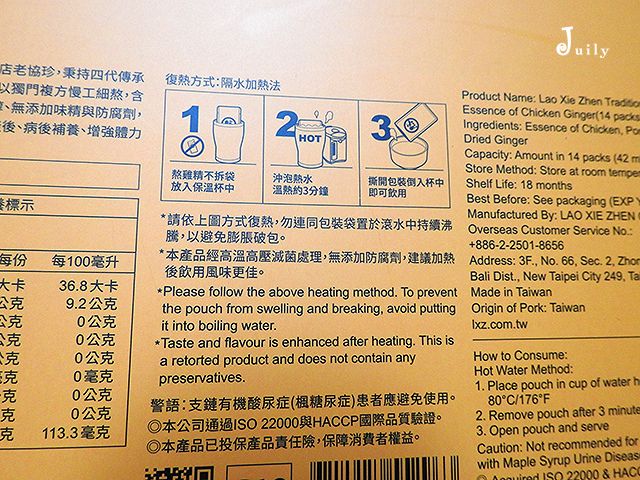 Juily
店老協珍,秉持四代傳承
以獨門複方慢工細熬,含
無添加味精與防腐劑,
後、病後補養、增強體力
養標示
每份 每100毫升
大卡 36.8大卡
公克 9.2公克
公克 0公克
公克 0公克
公克 0公克
毫克 0毫克
公克 0公克
公克 0公克
克 113.3毫克
復熱方式:隔水加熱法
1
熬雞精不拆袋
放入保溫杯中
2
HOT
沖泡熱水
溫熱約3分鐘
3
撕開包裝倒入杯中
即可飲用
*請依上圖方式復熱,勿連同包裝袋置於滾水中持續沸
騰,以避免膨脹破包。
*本產品經高溫高壓滅菌處理,無添加防腐劑,建議加熱
後飲用風味更佳。
*Please follow the above heating method. To prevent
the pouch from swelling and breaking, avoid putting
it into boiling water.
*Taste and flavour is enhanced after heating. This is
a retorted product and does not contain any
preservatives.
警語:支鏈有機酸尿症(楓糖尿症)患者應避免使用。
◎本公司通過ISO 22000與HACCP國際品質驗證。
◎本產品已投保產品責任險,保障消費者權益。
Product Name: Lao Xie Zhen Tradition
Essence of Chicken Ginger(14 packs
Ingredients: Essence of Chicken, Po
Dried Ginger
Capacity: Amount in 14 packs (42 m
Store Method: Store at room temper
Shelf Life: 18 months
Best Before: See packaging (EXP Y
Manufactured By: LAO XIE ZHEN
Overseas Customer Service No.:
+886-2-2501-8656
Address: 3F., No. 66, Sec. 2, Zhon
Bali Dist., New Taipei City 249, Ta
Made in Taiwan
Origin of Pork: Taiwan
lxz.com.tw
How to Consume:
Hot Water Method:
1. Place pouch in cup of water h
80°C/176°F
2. Remove pouch after 3 minute
3. Open pouch and serve
Caution: Not recommended for
with Maple Syrup Urine Disease
◎ Acquired ISO 22000 & HAC